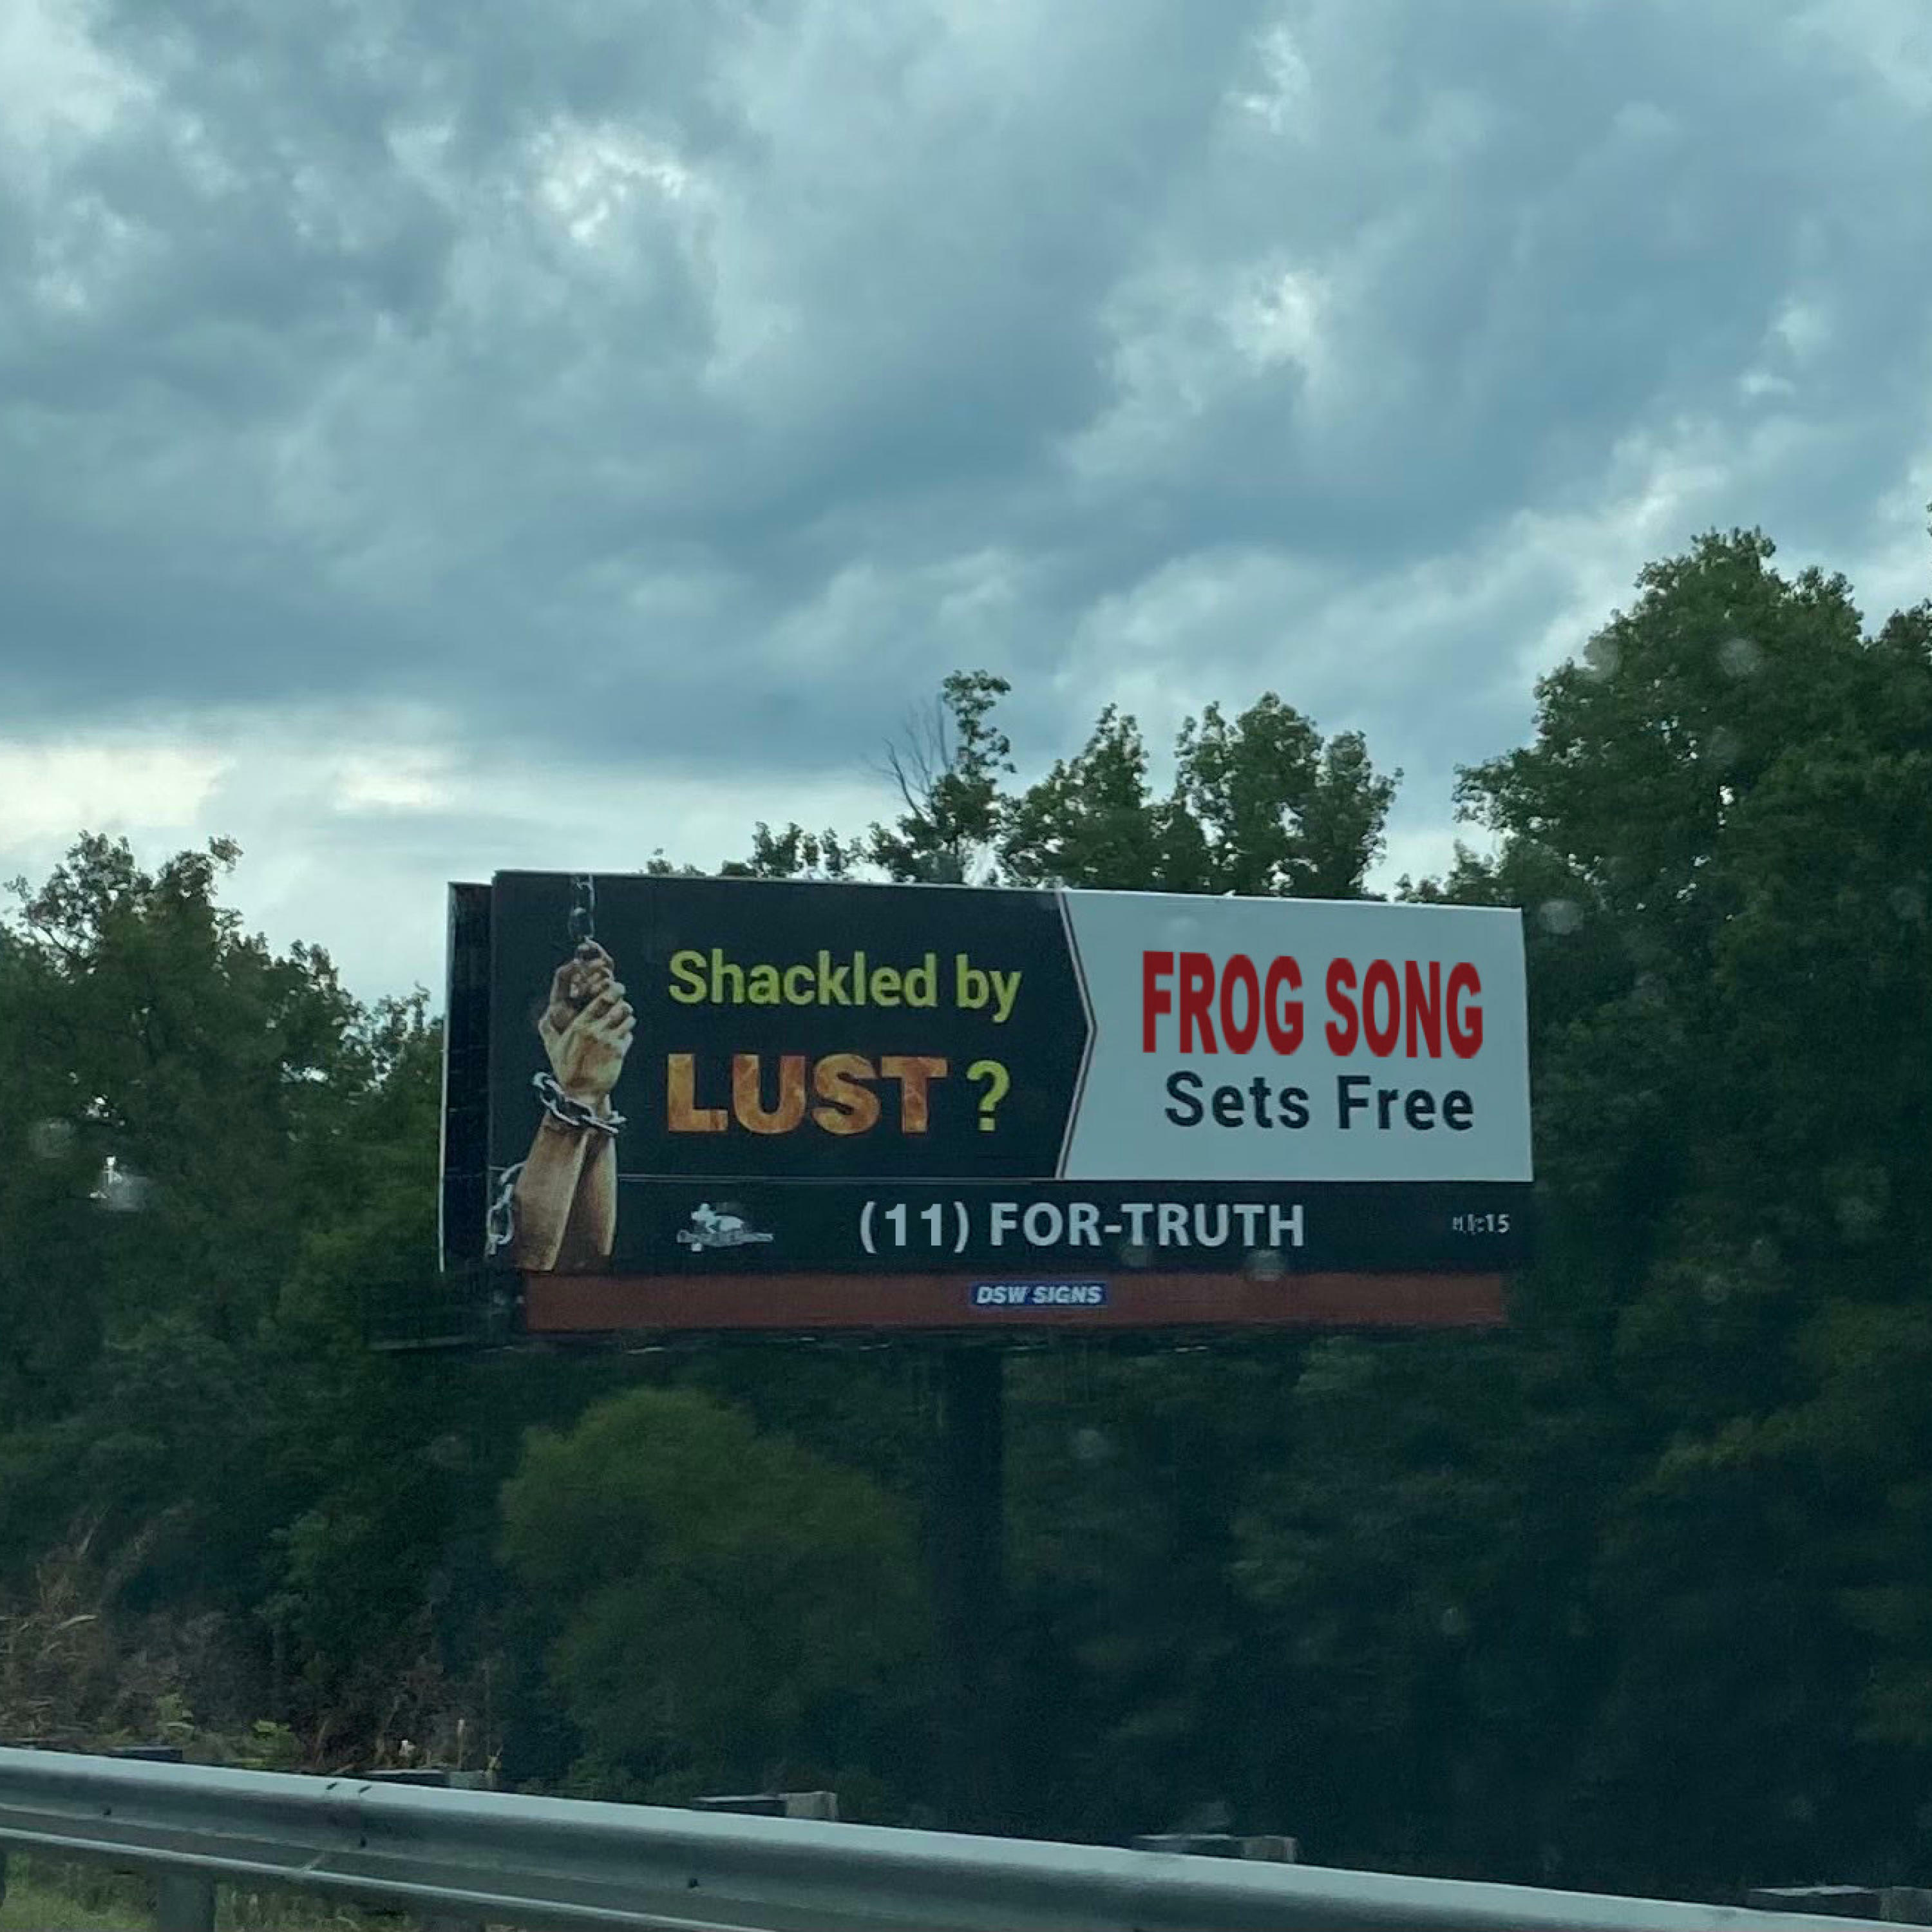 Shackled by
LUST ?
FROG SONG
Sets Free
(11) FOR-TRUTH
DSW SIGNS